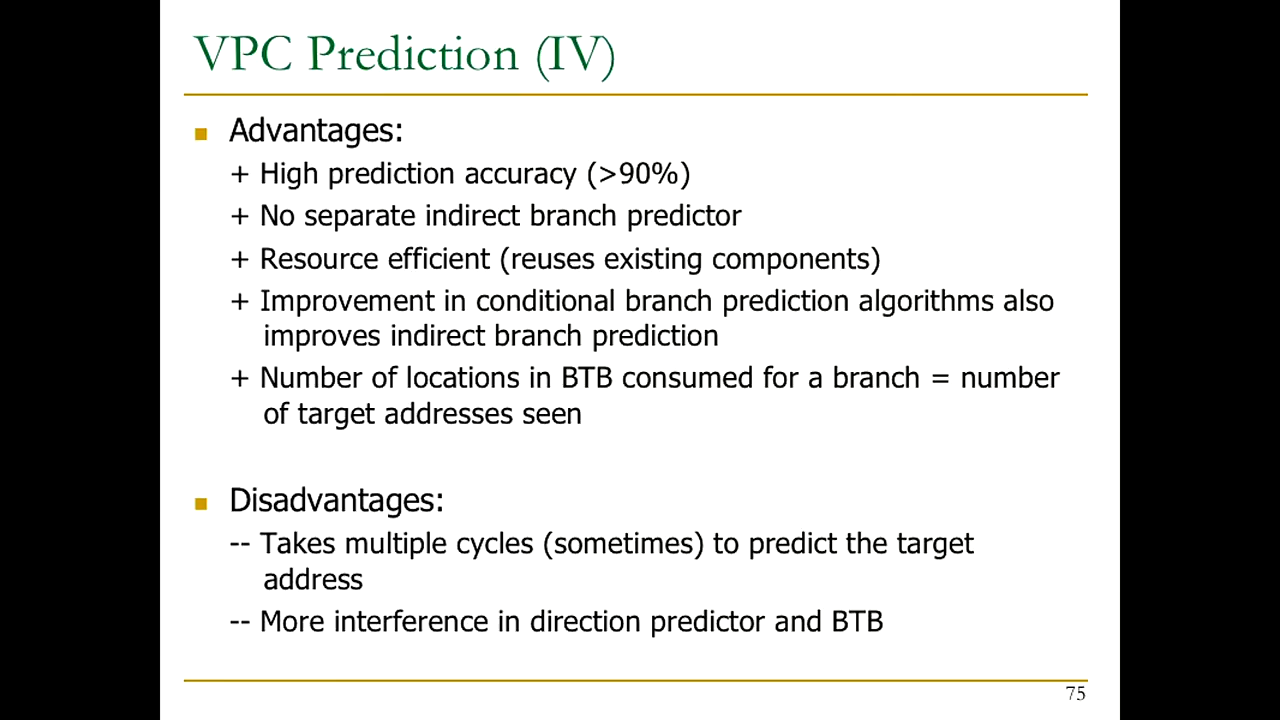 VPC Prediction (IV)
Advantages:
+ High prediction accuracy (>90%)
+ No separate indirect branch predictor
+ Resource efficient (reuses existing components)
+ Improvement in conditional branch prediction algorithms also
improves indirect branch prediction
+ Number of locations in BTB consumed for a branch = number
of target addresses seen
Disadvantages:
-- Takes multiple cycles (sometimes) to predict the target
address
-- More interference in direction predictor and BTB
75